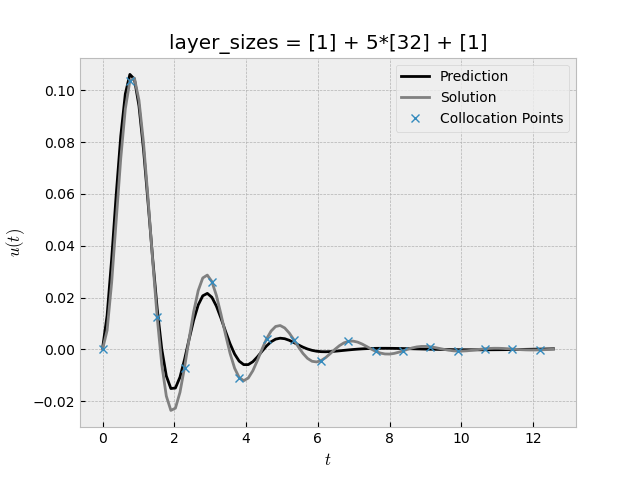 layer_sizes = [1] + 5*[32] + [1]
Prediction
Solution
Collocation Points
0.10
0.08
0.06
0.04
0.02
0.00
−0.02
u(t)
0 2 4 6 8 10 12
t